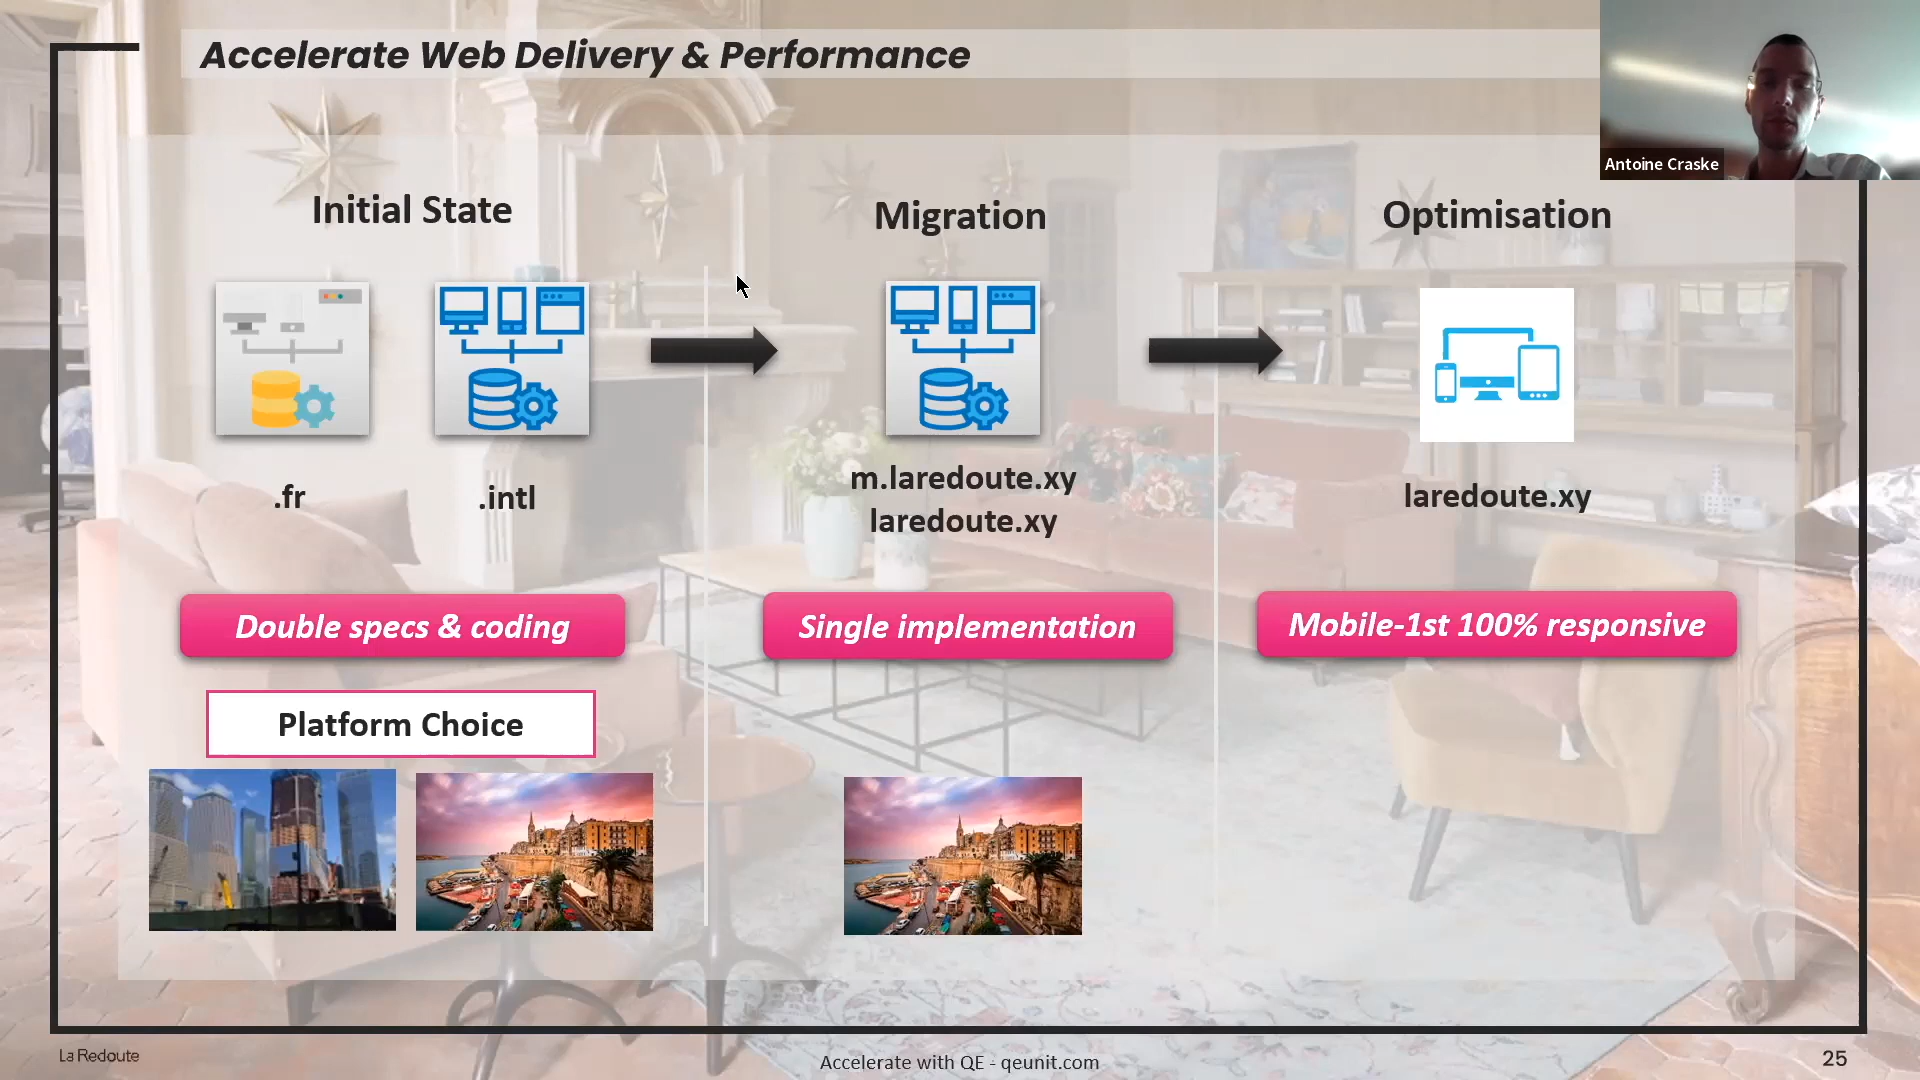 Accelerate Web Delivery & Performance
Antoine Craske
Initial State
Migration
Optimisation
.fr
.intl
m.laredoute.xy
laredoute.xy
laredoute.xy
Double specs & coding
Single implementation
Mobile-1st 100% responsive
Platform Choice
La Redoute
Accelerate with QE - qeunit.com
25